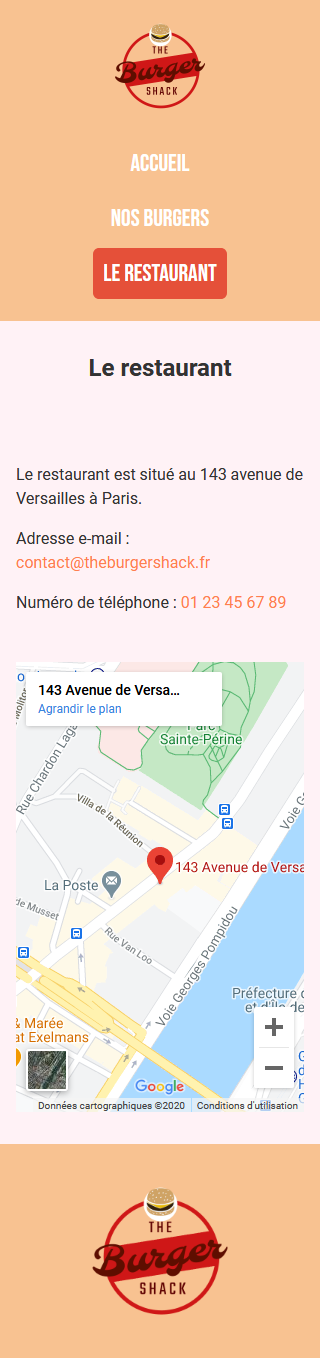 THE
Burger
SHACK
ACCUEIL
NOS BURGERS
LE RESTAURANT
Le restaurant
Le restaurant est situé au 143 avenue de
Versailles à Paris.
Adresse e-mail :
contact@theburgershack.fr
Numéro de téléphone : 01 23 45 67 89
143 Avenue de Versa...
Agrandir le plan
Parc
Sainte-Périne
Rue Chardon Laga
Villa de la Réunion
Voie G
143 Avenue de Versa
La Poste
de Musset
Rue Van Loo
Voie Georges Pompidou
Préfecture d
et d'Île de
& Marée
at Exelmans
Google
Données cartographiques ©2020
Conditions d'utilisation
THE
Burger
SHACK